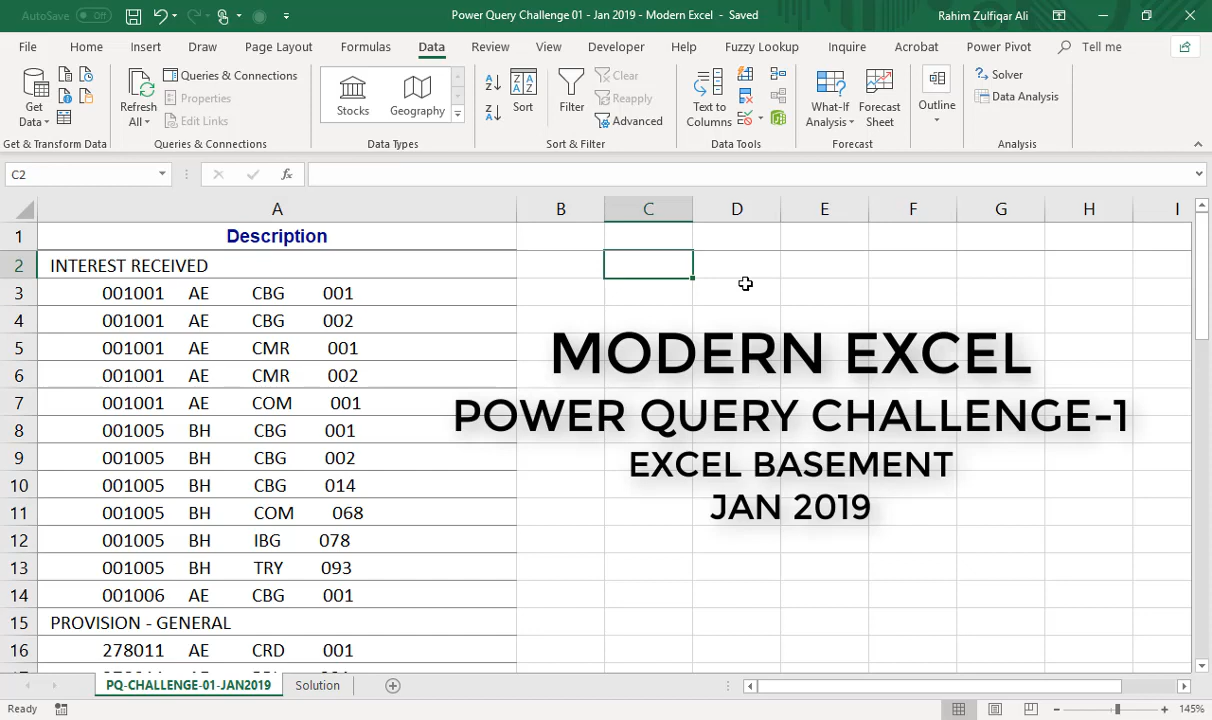 AutoSave Off
Power Query Challenge 01 - Jan 2019 - Modern Excel - Saved
Rahim Zulfiqar Ali
File Home Insert Draw Page Layout Formulas Data Review View Developer Help Fuzzy Lookup Inquire Acrobat Power Pivot Tell me
Get Data
Refresh All
Queries & Connections
Properties
Edit Links
Stocks
Geography
Sort
Filter
Clear
Reapply
Advanced
Text to Columns
What-If Analysis
Forecast Sheet
Outline
Solver
Data Analysis
Get & Transform Data
Queries & Connections
Data Types
Sort & Filter
Data Tools
Forecast
Analysis
C2
fx
A B C D E F G H I
1 Description
2 INTEREST RECEIVED
3 001001 AE CBG 001
4 001001 AE CBG 002
5 001001 AE CMR 001
6 001001 AE CMR 002
7 001001 AE COM 001
8 001005 BH CBG 001
9 001005 BH CBG 002
10 001005 BH CBG 014
11 001005 BH COM 068
12 001005 BH IBG 078
13 001005 BH TRY 093
14 001006 AE CBG 001
15 PROVISION - GENERAL
16 278011 AE CRD 001
MODERN EXCEL
POWER QUERY CHALLENGE-1
EXCEL BASEMENT
JAN 2019
PQ-CHALLENGE-01-JAN2019
Solution
Ready
145%